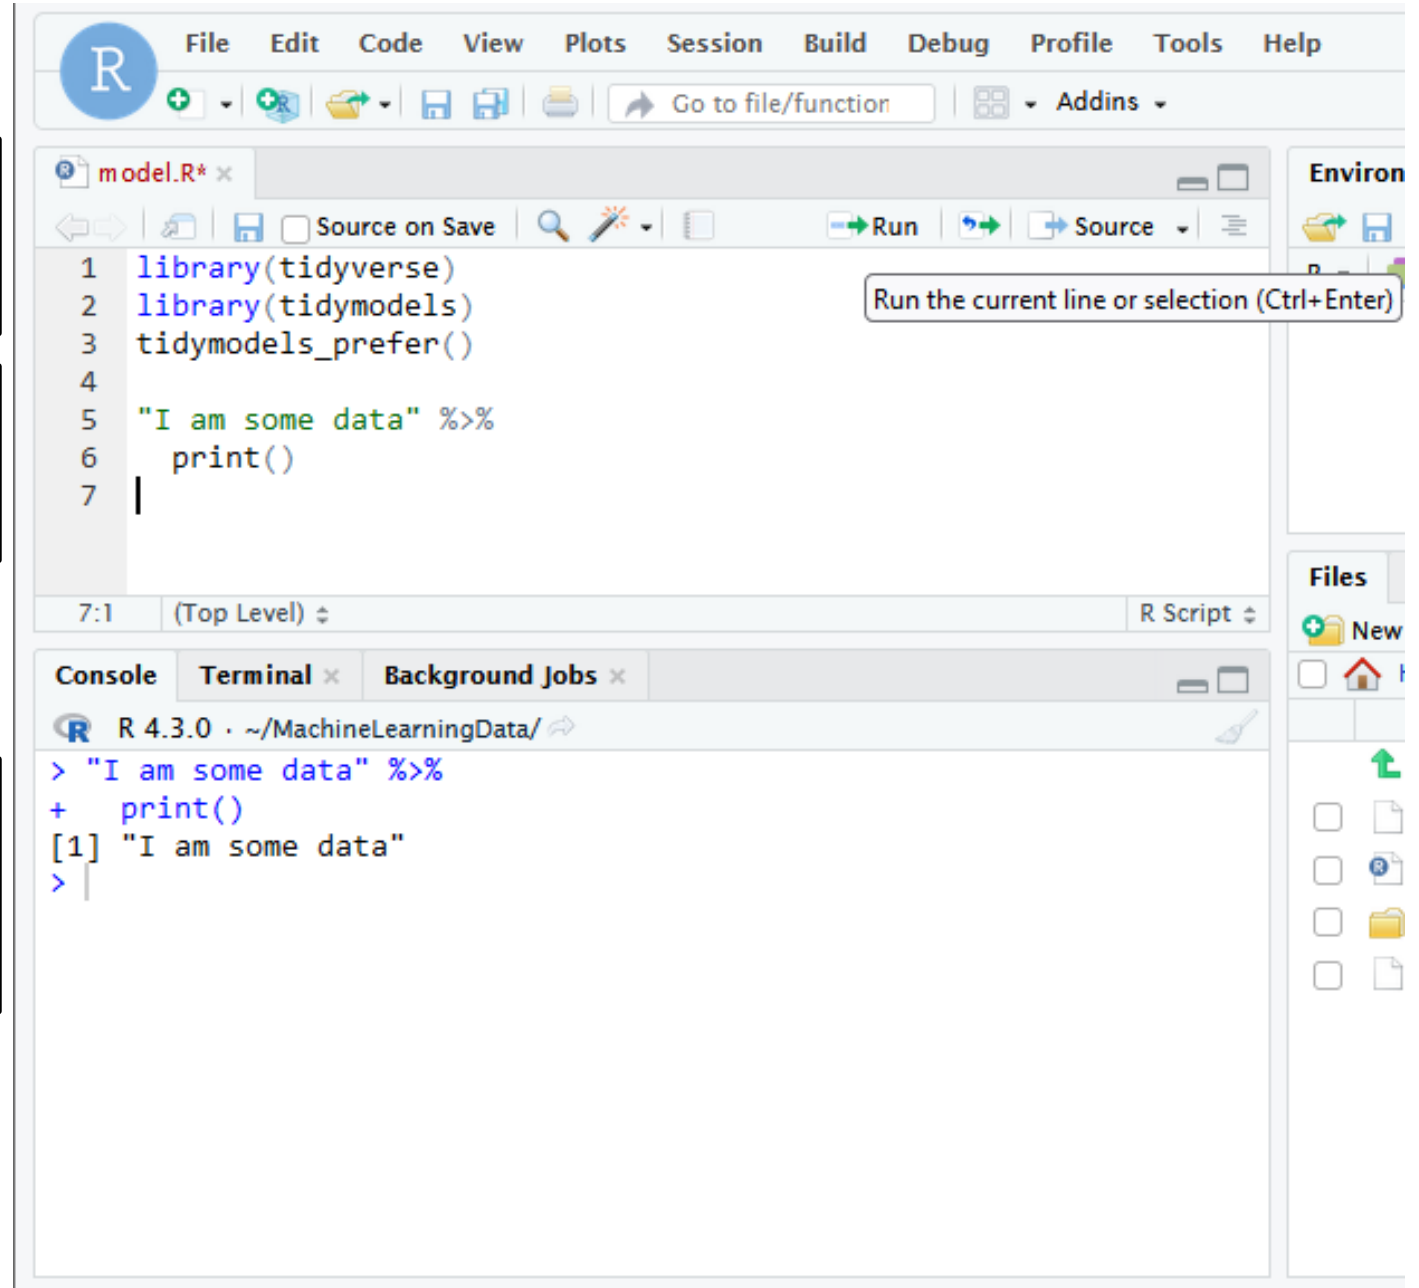 R
File Edit Code View Plots Session Build Debug Profile Tools Help
Go to file/function Addins
model.R*
Source on Save Run Source
1 library(tidyverse)
2 library(tidymodels)
3 tidymodels_prefer()
4
5 "I am some data" %>%
6   print()
7
Run the current line or selection (Ctrl+Enter)
7:1 (Top Level) R Script
Console Terminal Background Jobs
R 4.3.0 · ~/MachineLearningData/
> "I am some data" %>%
+   print()
[1] "I am some data"
>
Environ
Files
New